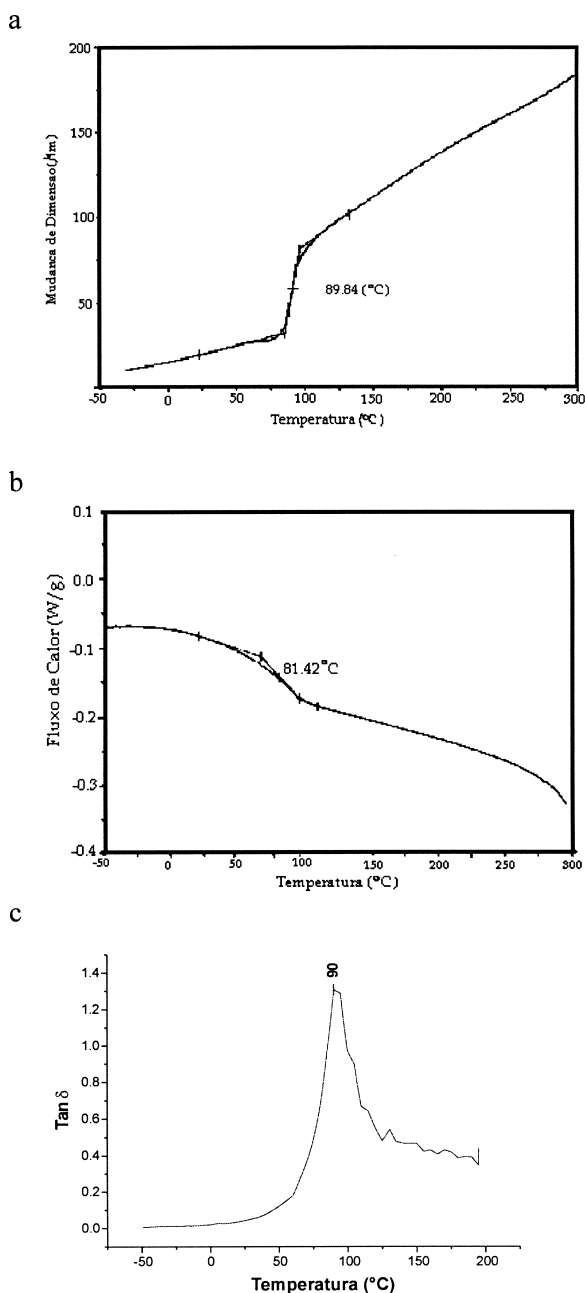 a
200
150
100
50
0
Mudanca de Dimensao(µm)
89.84 (°C)
-50 0 50 100 150 200 250 300
Temperatura (°C)
b
0.1
0.0
-0.1
-0.2
-0.3
-0.4
Fluxo de Calor (W/g)
81.42°C
-50 0 50 100 150 200 250 300
Temperatura (°C)
c
1.4
1.2
1.0
0.8
0.6
0.4
0.2
0.0
Tan δ
90
-50 0 50 100 150 200
Temperatura (°C)